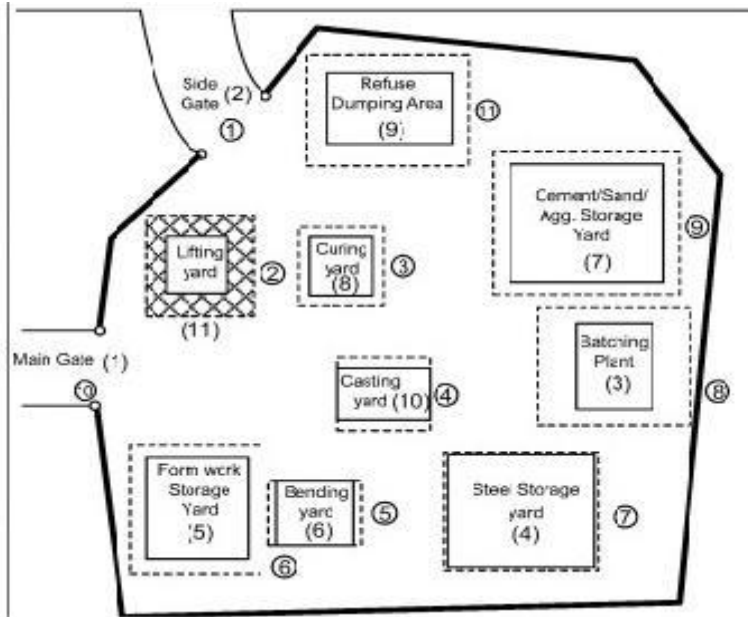 Side (2)
Gate
①
Refuse
Dumping Area
(9)
⑪
Cement/Sand/
Agg. Storage
Yard
(7)
⑨
Lifting
yard
②
(11)
Curing
yard
(8)
③
Main Gate (1)
⑩
Batching
Plant
(3)
⑧
Casting
yard (10)
④
Form work
Storage
Yard
(5)
⑥
Bending
yard
(6)
⑤
Steel Storage
yard
(4)
⑦